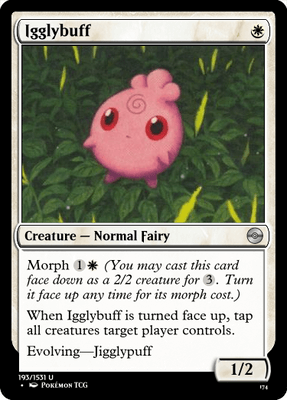 Igglybuff
Creature — Normal Fairy
Morph 1 (You may cast this card
face down as a 2/2 creature for 3. Turn
it face up any time for its morph cost.)
When Igglybuff is turned face up, tap
all creatures target player controls.
Evolving—Jigglypuff
1/2
193/1531 U
• Pokémon TCG